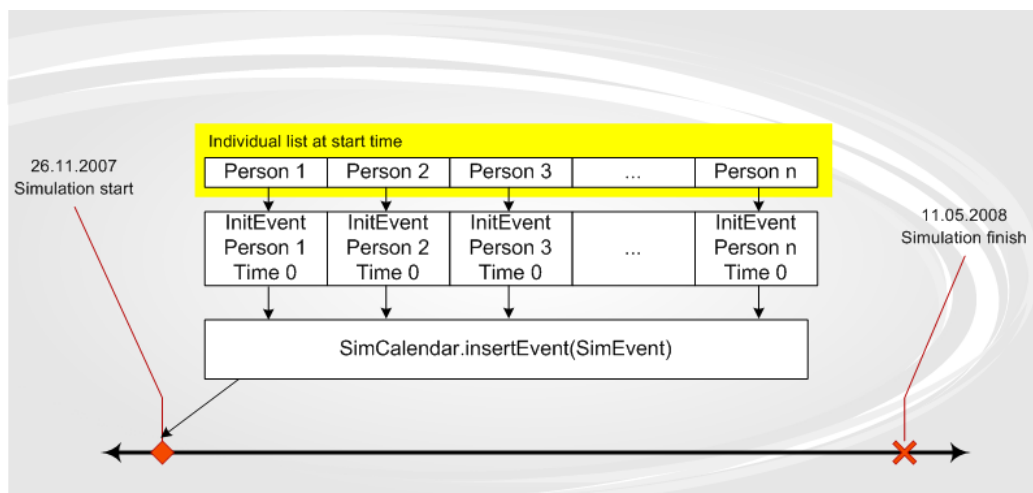 Individual list at start time
26.11.2007
Simulation start
Person 1
Person 2
Person 3
...
Person n
InitEvent
Person 1
Time 0
InitEvent
Person 2
Time 0
InitEvent
Person 3
Time 0
...
InitEvent
Person n
Time 0
11.05.2008
Simulation finish
SimCalendar.insertEvent(SimEvent)